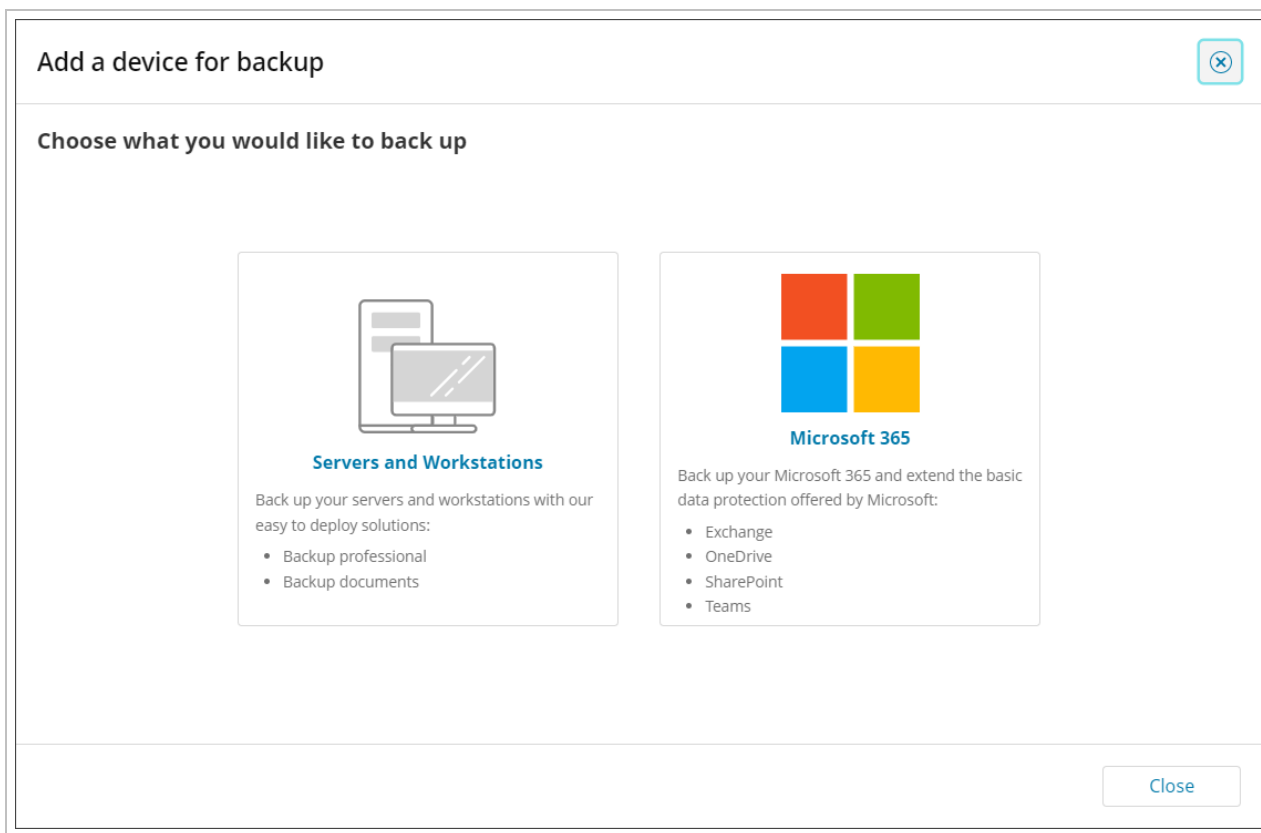 Add a device for backup
Choose what you would like to back up
Servers and Workstations
Back up your servers and workstations with our
easy to deploy solutions:
• Backup professional
• Backup documents
Microsoft 365
Back up your Microsoft 365 and extend the basic
data protection offered by Microsoft:
• Exchange
• OneDrive
• SharePoint
• Teams
Close